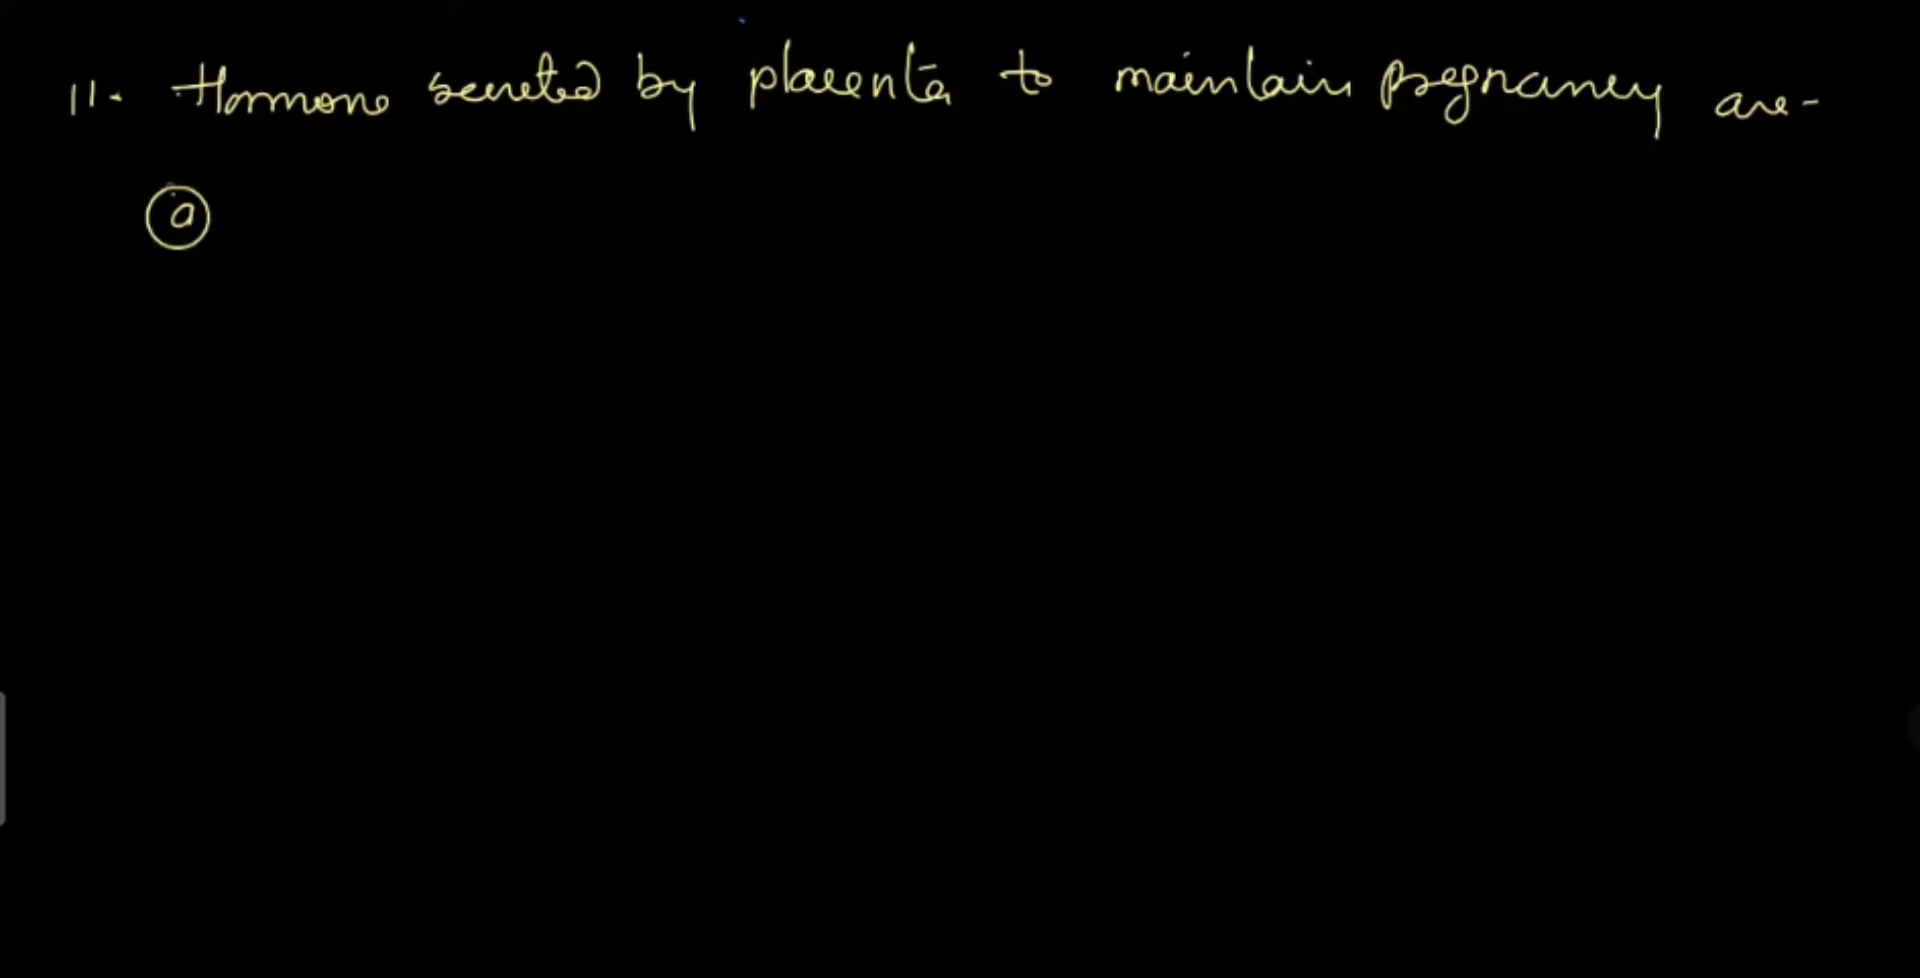 11. Hormone secreted by placenta to maintain pregnancy are-
ⓐ